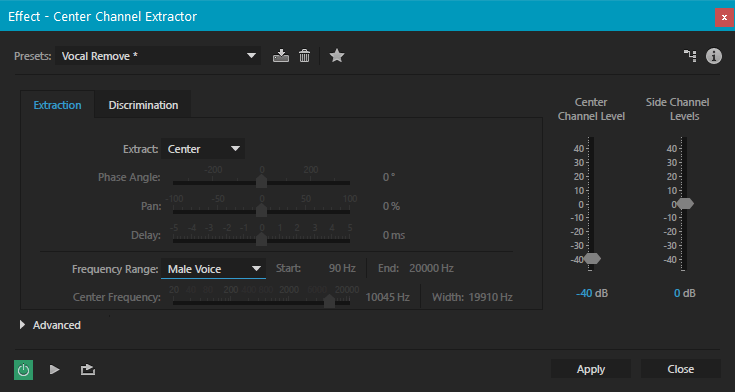 Effect - Center Channel Extractor
x
Presets: Vocal Remove *
Extraction Discrimination
Center Channel Level
Side Channel Levels
Extract: Center
-200 0 200
Phase Angle: 0 °
-100 -50 0 50 100
Pan: 0 %
-5 -4 -3 -2 -1 0 1 2 3 4 5
Delay: 0 ms
Frequency Range: Male Voice Start: 90 Hz End: 20000 Hz
20 200 2000 20000
Center Frequency: 10045 Hz Width: 19910 Hz
40 40
30 30
20 20
10 10
0 0
-10 -10
-20 -20
-30 -30
-40 -40
-40 dB 0 dB
Advanced
Apply Close